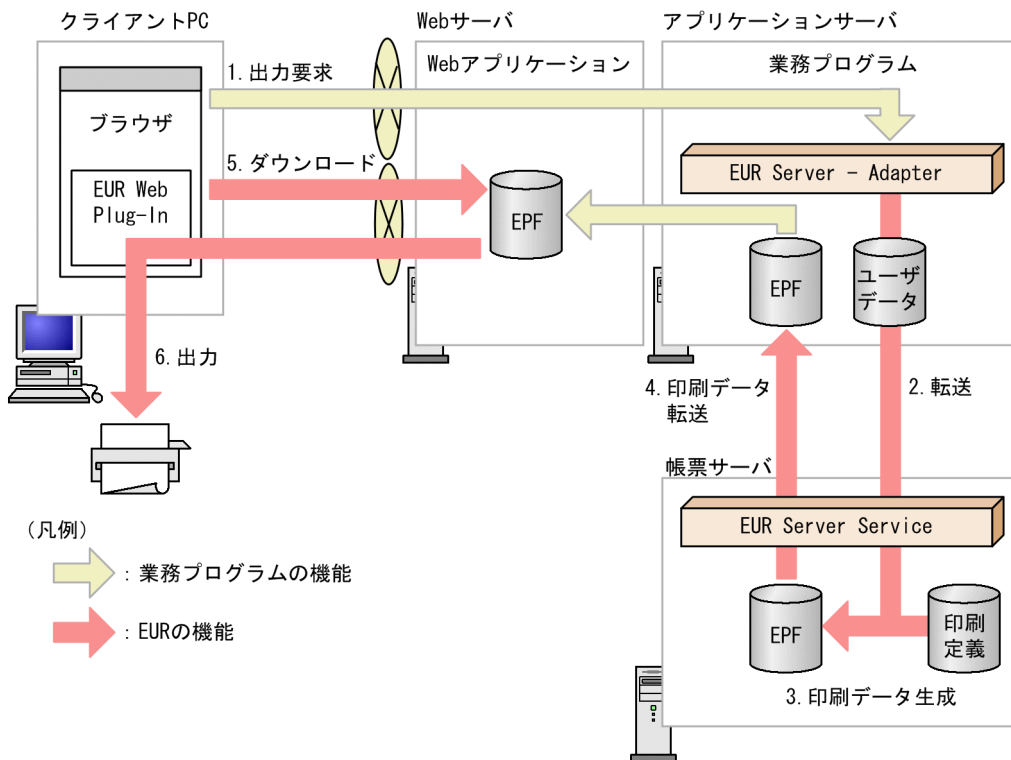 クライアントPC
Webサーバ
アプリケーションサーバ
Webアプリケーション
業務プログラム
1.出力要求
ブラウザ
5.ダウンロード
EUR Server − Adapter
EUR Web
Plug-In
EPF
EPF
ユーザ
データ
6.出力
4.印刷データ
転送
2.転送
帳票サーバ
EUR Server Service
(凡例)
：業務プログラムの機能
：EURの機能
EPF
印刷
定義
3.印刷データ生成